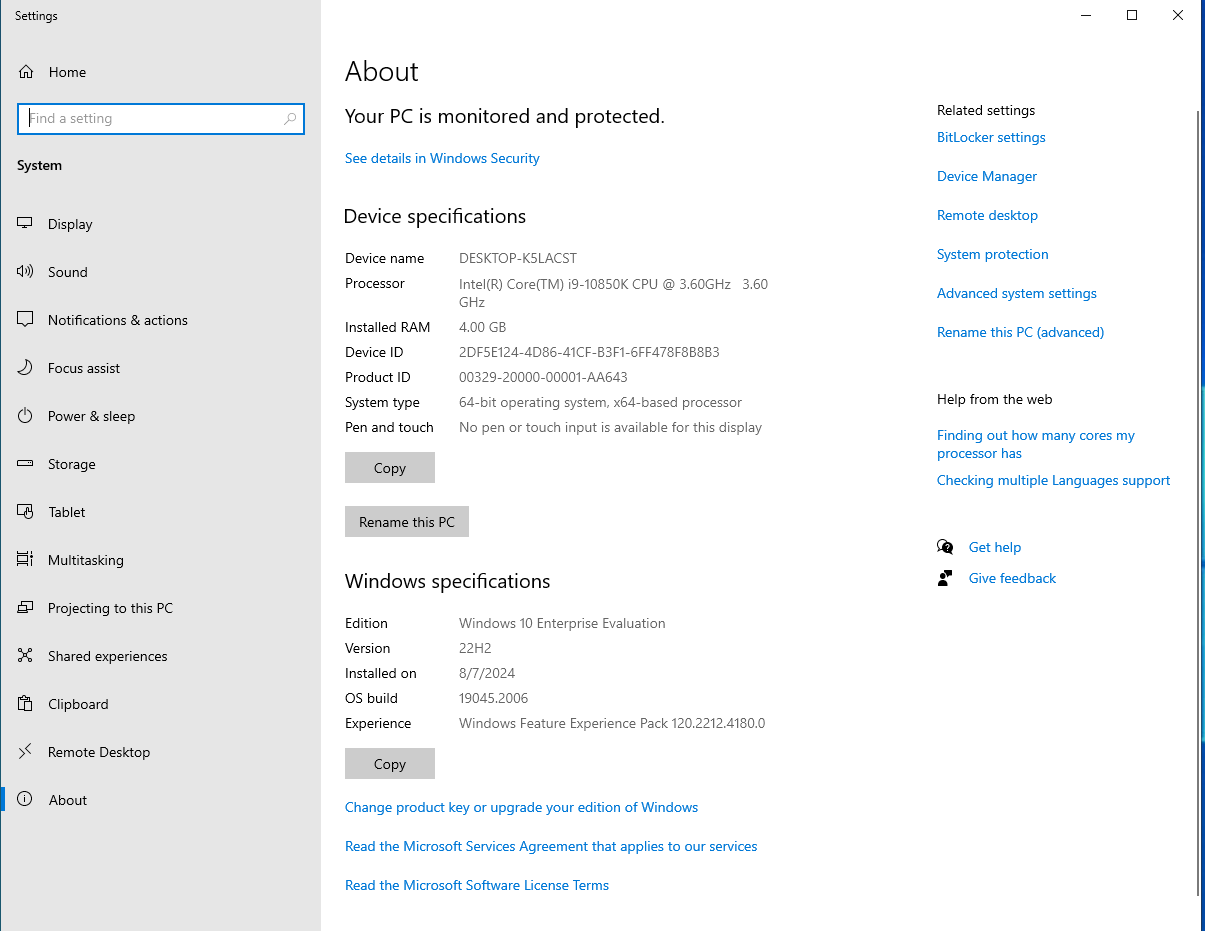 Settings
Home
Find a setting
System
Display
Sound
Notifications & actions
Focus assist
Power & sleep
Storage
Tablet
Multitasking
Projecting to this PC
Shared experiences
Clipboard
Remote Desktop
About
About
Your PC is monitored and protected.
See details in Windows Security
Device specifications
Device name DESKTOP-K5LACST
Processor Intel(R) Core(TM) i9-10850K CPU @ 3.60GHz 3.60
GHz
Installed RAM 4.00 GB
Device ID 2DF5E124-4D86-41CF-B3F1-6FF478F8B8B3
Product ID 00329-20000-00001-AA643
System type 64-bit operating system, x64-based processor
Pen and touch No pen or touch input is available for this display
Copy
Rename this PC
Windows specifications
Edition Windows 10 Enterprise Evaluation
Version 22H2
Installed on 8/7/2024
OS build 19045.2006
Experience Windows Feature Experience Pack 120.2212.4180.0
Copy
Change product key or upgrade your edition of Windows
Read the Microsoft Services Agreement that applies to our services
Read the Microsoft Software License Terms
Related settings
BitLocker settings
Device Manager
Remote desktop
System protection
Advanced system settings
Rename this PC (advanced)
Help from the web
Finding out how many cores my
processor has
Checking multiple Languages support
Get help
Give feedback